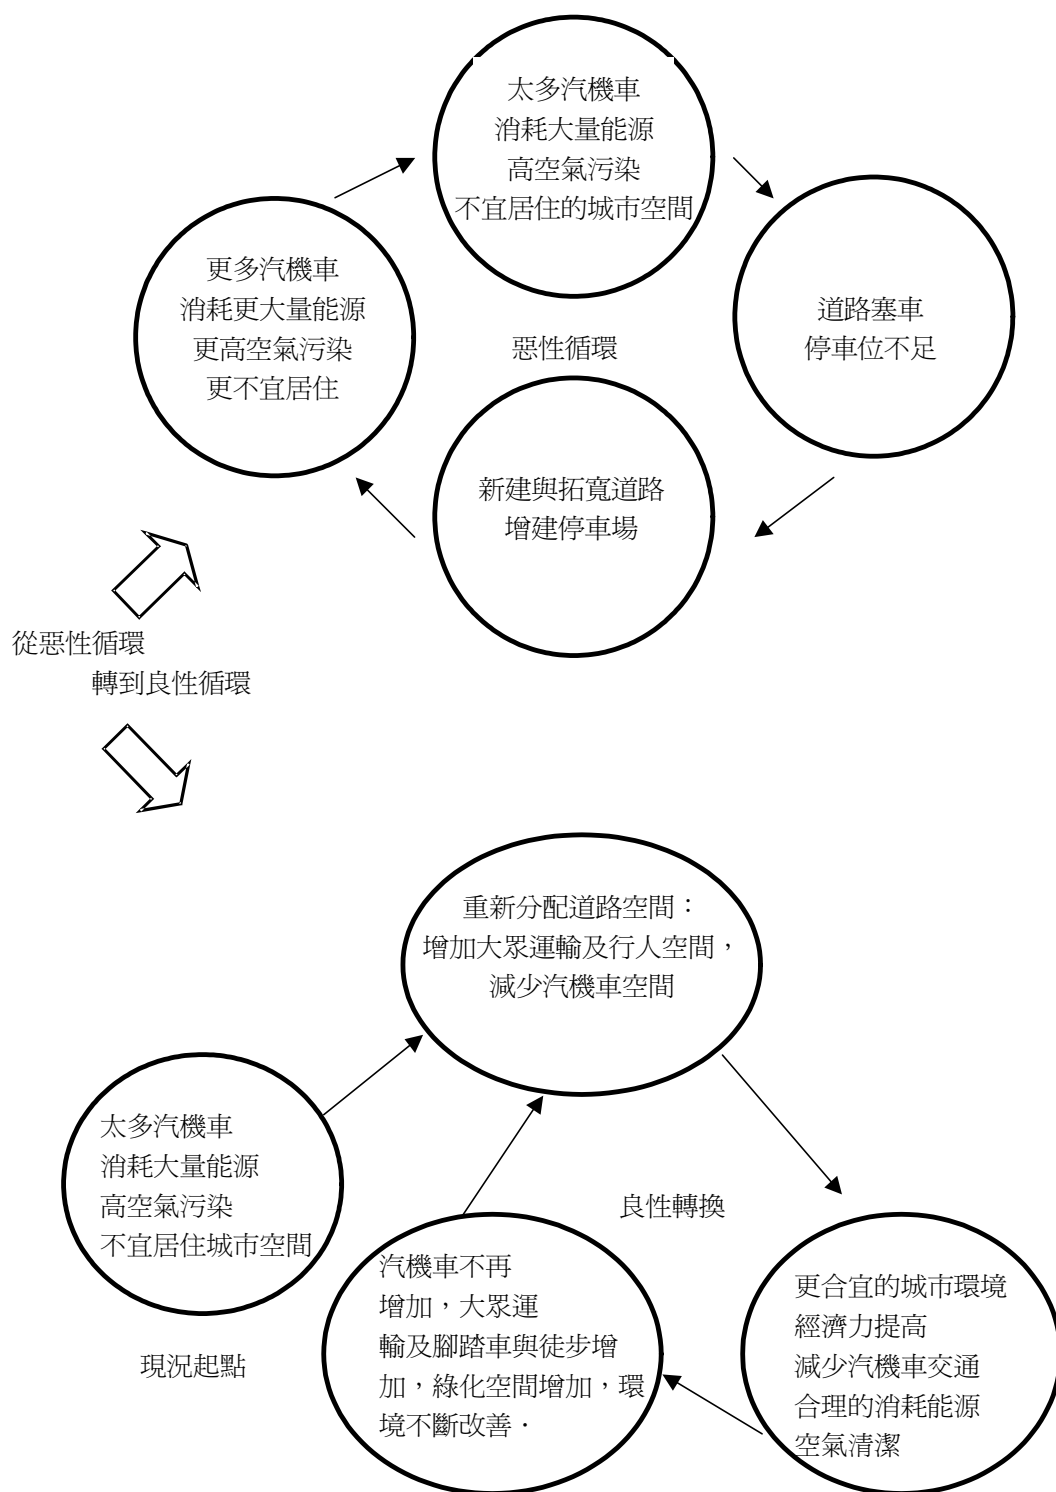 太多汽機車
消耗大量能源
高空氣污染
不宜居住的城市空間
更多汽機車
消耗更大量能源
更高空氣污染
更不宜居住
道路塞車
停車位不足
惡性循環
新建與拓寬道路
增建停車場
從惡性循環
轉到良性循環
重新分配道路空間：
增加大眾運輸及行人空間，
減少汽機車空間
太多汽機車
消耗大量能源
高空氣污染
不宜居住城市空間
現況起點
良性轉換
汽機車不再
增加，大眾運
輸及腳踏車與徒步增
加，綠化空間增加，環
境不斷改善．
更合宜的城市環境
經濟力提高
減少汽機車交通
合理的消耗能源
空氣清潔